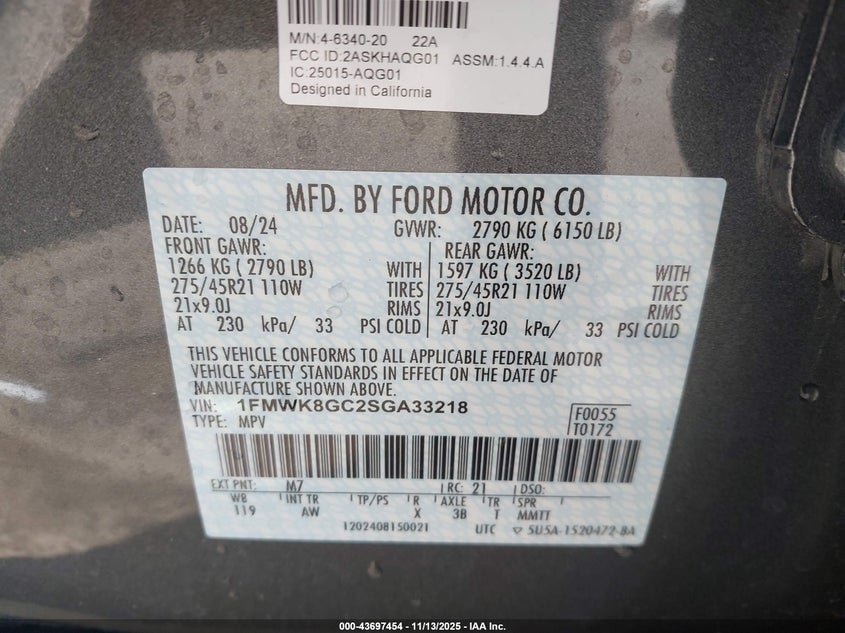 M/N:4-6340-20 22A
FCC ID:2ASKHAQG01 ASSM:1.4.4.A
IC:25015-AQG01
Designed in California
MFD. BY FORD MOTOR CO.
DATE: 08/24 GVWR: 2790 KG ( 6150 LB)
FRONT GAWR: REAR GAWR:
1266 KG ( 2790 LB) WITH 1597 KG ( 3520 LB) WITH
275/45R21 110W TIRES 275/45R21 110W TIRES
21x9.0J RIMS 21x9.0J RIMS
AT 230 kPa/ 33 PSI COLD AT 230 kPa/ 33 PSI COLD
THIS VEHICLE CONFORMS TO ALL APPLICABLE FEDERAL MOTOR
VEHICLE SAFETY STANDARDS IN EFFECT ON THE DATE OF
MANUFACTURE SHOWN ABOVE.
VIN: 1FMWK8GC2SGA33218 F0055
TYPE: MPV T0172
EXT PNT: M7 RC: 21 DSO:
WB INT TR TP/PS R AXLE TR SPR
119 AW X 3B T MMTT
1202408150021 UTC ▽ SU5A-1520472-BA
000-43697454 - 11/13/2025 - IAA Inc.